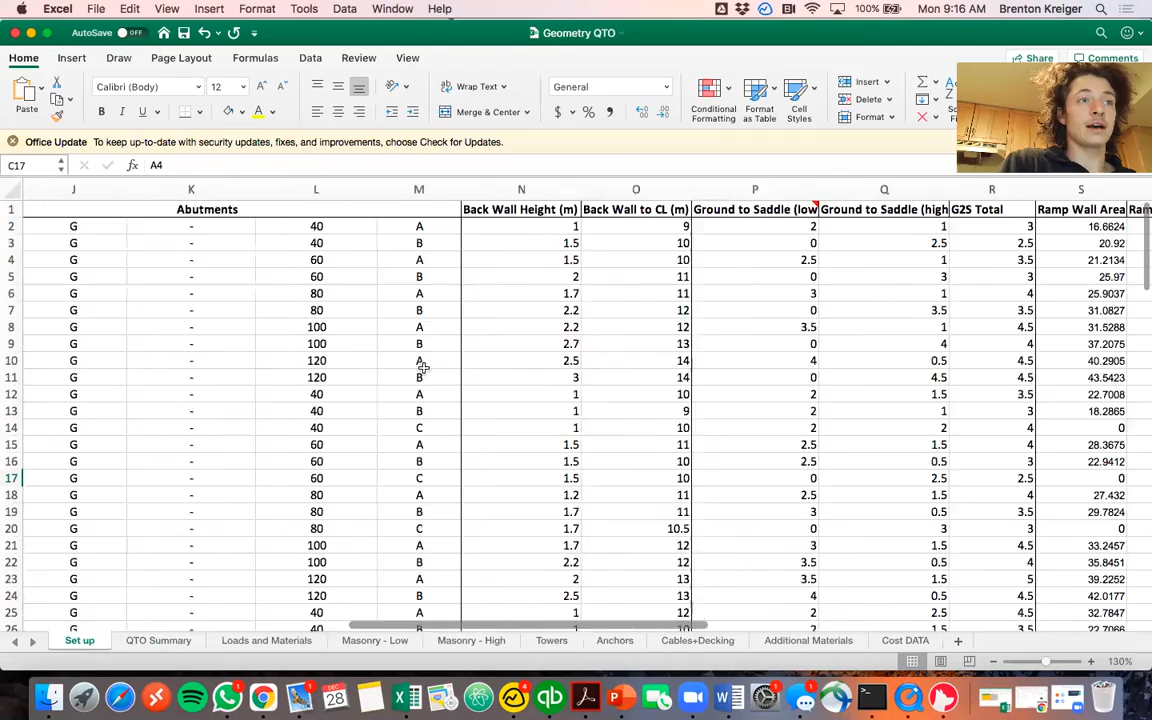 Excel File Edit View Insert Format Tools Data Window Help 100% Mon 9:16 AM Brenton Kreiger
AutoSave OFF Geometry QTO
Home Insert Draw Page Layout Formulas Data Review View Share Comments
Paste Calibri (Body) 12 A A Wrap Text General Conditional Formatting Format as Table Cell Styles Insert
B I U A Merge & Center $ % Delete
Format
Office Update To keep up-to-date with security updates, fixes, and improvements, choose Check for Updates.
C17 fx A4
J K L M N O P Q R S
1 Abutments Back Wall Height (m) Back Wall to CL (m) Ground to Saddle (low Ground to Saddle (high G2S Total Ramp Wall Area Ram
2 G - 40 A 1 9 2 1 3 16.6624
3 G - 40 B 1.5 10 0 2.5 2.5 20.92
4 G - 60 A 1.5 10 2.5 1 3.5 21.2134
5 G - 60 B 2 11 0 3 3 25.97
6 G - 80 A 1.7 11 3 1 4 25.9037
7 G - 80 B 2.2 12 0 3.5 3.5 31.0827
8 G - 100 A 2.2 12 3.5 1 4.5 31.5288
9 G - 100 B 2.7 13 0 4 4 37.2075
10 G - 120 A 2.5 14 4 0.5 4.5 40.2905
11 G - 120 B 3 14 0 4.5 4.5 43.5423
12 G - 40 A 1 10 2 1.5 3.5 22.7008
13 G - 40 B 1 9 2 1 3 18.2865
14 G - 40 C 1 10 2 2 4 0
15 G - 60 A 1.5 11 2.5 1.5 4 28.3675
16 G - 60 B 1.5 10 2.5 0.5 3 22.9412
17 G - 60 C 1.5 10 0 2.5 2.5 0
18 G - 80 A 1.2 11 2.5 1.5 4 27.432
19 G - 80 B 1.7 11 3 0.5 3.5 29.7824
20 G - 80 C 1.7 10.5 0 3 3 0
21 G - 100 A 1.7 12 3 1.5 4.5 33.2457
22 G - 100 B 2.2 12 3.5 0.5 4 35.8451
23 G - 120 A 2 13 3.5 1.5 5 39.2252
24 G - 120 B 2.5 13 4 0.5 4.5 42.0177
25 G - 40 A 1 12 2 2.5 4.5 32.7847
26 G - 40 B 1 10 2 1.5 22.7066
Set up QTO Summary Loads and Materials Masonry - Low Masonry - High Towers Anchors Cables+Decking Additional Materials Cost DATA +
130%
DEC 28